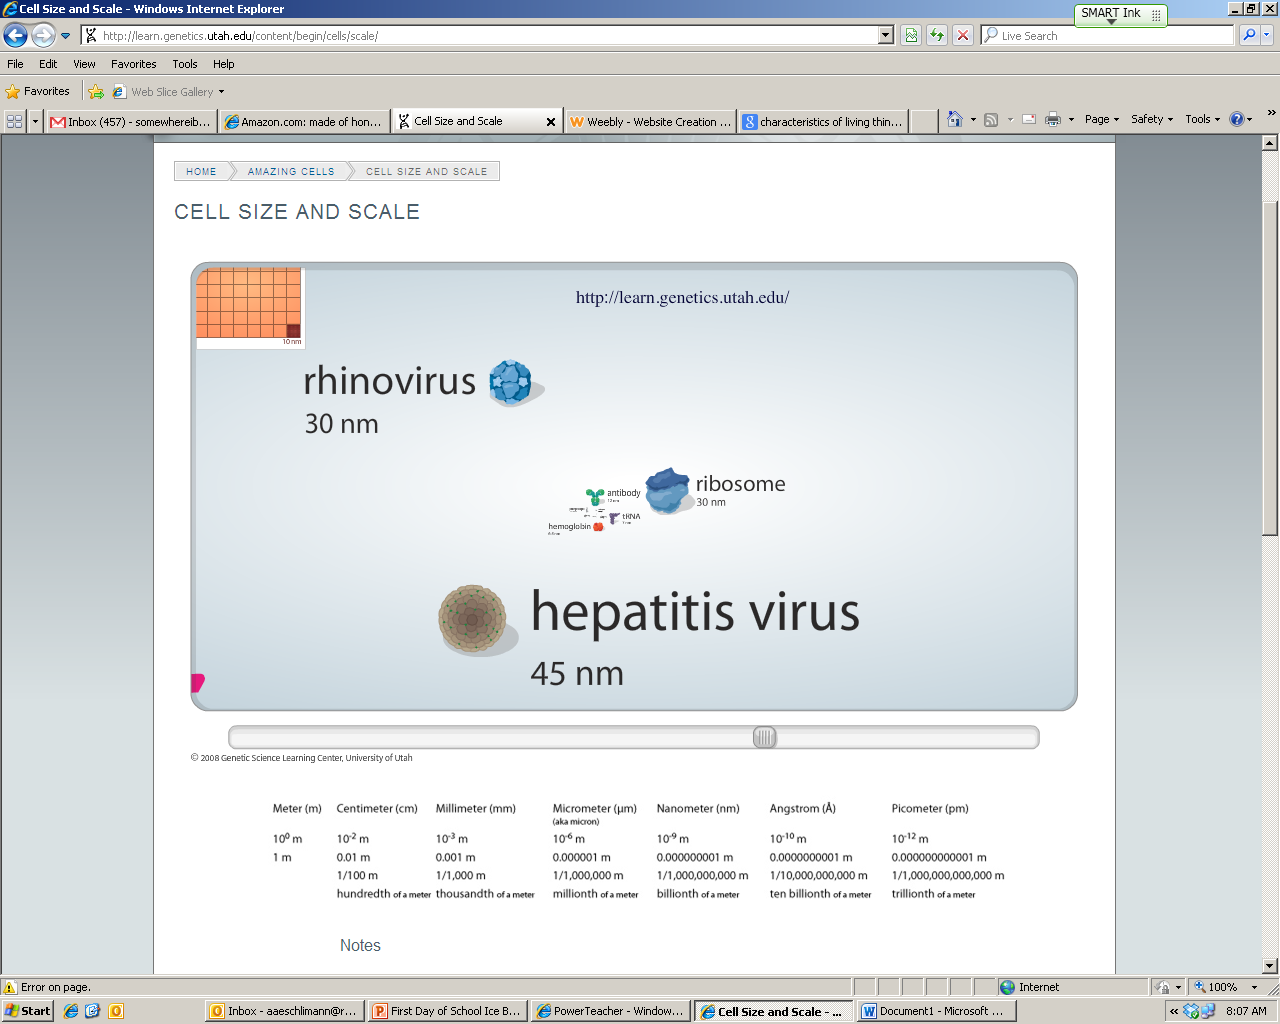 Cell Size and Scale - Windows Internet Explorer
SMART Ink
http://learn.genetics.utah.edu/content/begin/cells/scale/
Live Search
File Edit View Favorites Tools Help
Favorites Web Slice Gallery
Inbox (457) - somewhereib... Amazon.com: made of hon... Cell Size and Scale Weebly - Website Creation ... characteristics of living thin... Page Safety Tools »
HOME AMAZING CELLS CELL SIZE AND SCALE
CELL SIZE AND SCALE
http://learn.genetics.utah.edu/
10 nm
rhinovirus
30 nm
antibody
12 nm
ribosome
30 nm
tRNA
hemoglobin
hepatitis virus
45 nm
© 2008 Genetic Science Learning Center, University of Utah
Meter (m) Centimeter (cm) Millimeter (mm) Micrometer (μm) Nanometer (nm) Angstrom (Å) Picometer (pm)
(aka micron)
10⁰ m 10⁻² m 10⁻³ m 10⁻⁶ m 10⁻⁹ m 10⁻¹⁰ m 10⁻¹² m
1 m 0.01 m 0.001 m 0.000001 m 0.000000001 m 0.0000000001 m 0.000000000001 m
1/100 m 1/1,000 m 1/1,000,000 m 1/1,000,000,000 m 1/10,000,000,000 m 1/1,000,000,000,000 m
hundredth of a meter thousandth of a meter millionth of a meter billionth of a meter ten billionth of a meter trillionth of a meter
Notes
Error on page. Internet 100%
Start Inbox - aaeschlimann@r... First Day of School Ice B... PowerTeacher - Window... Cell Size and Scale - ... Document1 - Microsoft ... « 8:07 AM